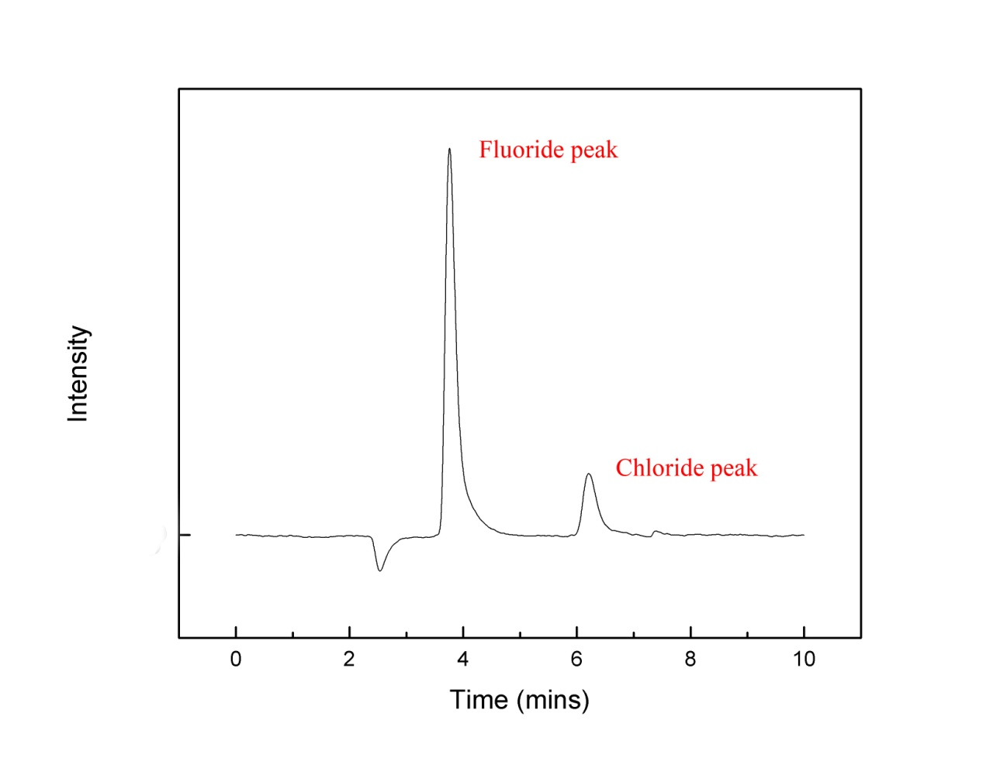 Fluoride peak
Chloride peak
Intensity
0 2 4 6 8 10
Time (mins)